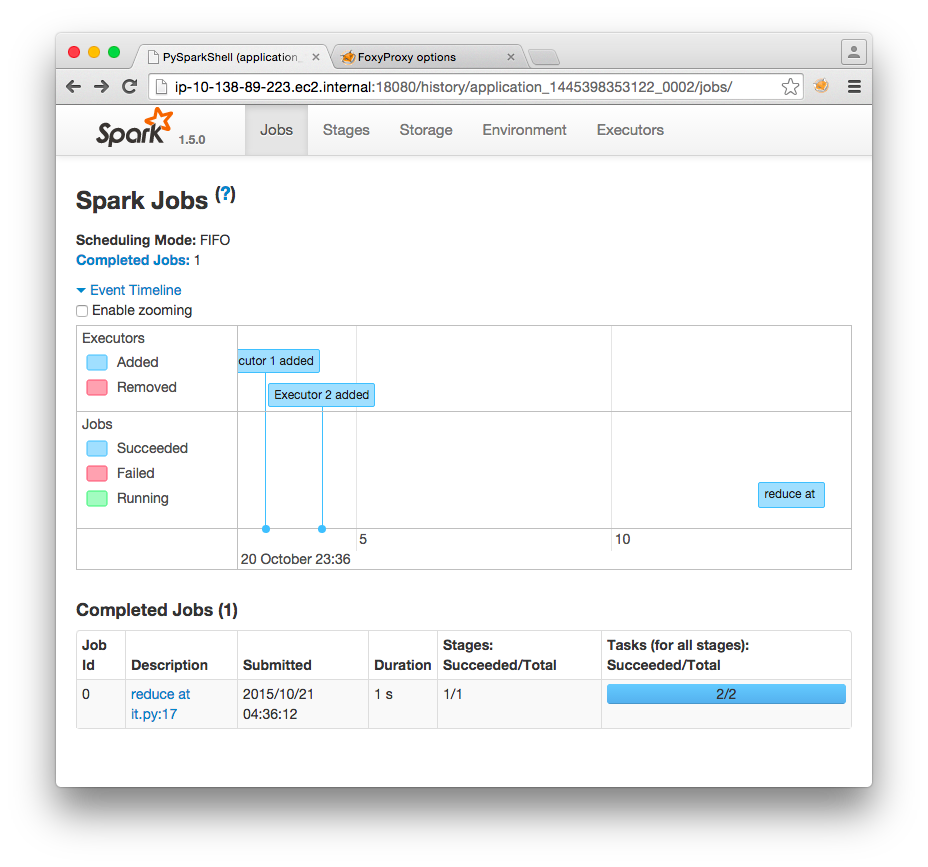 PySparkShell (application_
FoxyProxy options
ip-10-138-89-223.ec2.internal:18080/history/application_1445398353122_0002/jobs/
Spark 1.5.0
Jobs Stages Storage Environment Executors
Spark Jobs (?)
Scheduling Mode: FIFO
Completed Jobs: 1
Event Timeline
Enable zooming
Executors
Added
Removed
cutor 1 added
Executor 2 added
Jobs
Succeeded
Failed
Running
reduce at
5 10
20 October 23:36
Completed Jobs (1)
Job Id Description Submitted Duration Stages: Succeeded/Total Tasks (for all stages): Succeeded/Total
0 reduce at it.py:17 2015/10/21 04:36:12 1 s 1/1 2/2